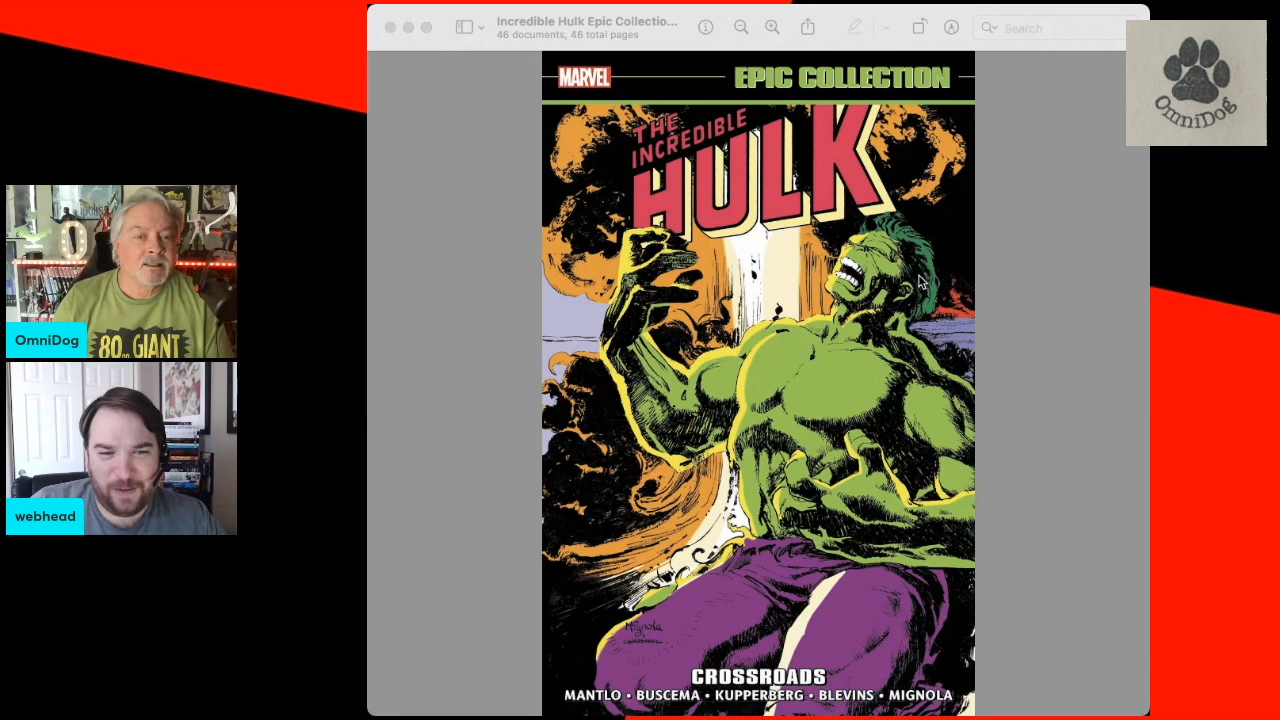 Incredible Hulk Epic Collectio...
46 documents, 46 total pages
Search
OmniDog
MARVEL
EPIC COLLECTION
THE
INCREDIBLE
HULK
80 PG. GIANT
OmniDog
webhead
Mignola
CROSSROADS
MANTLO • BUSCEMA • KUPPERBERG • BLEVINS • MIGNOLA